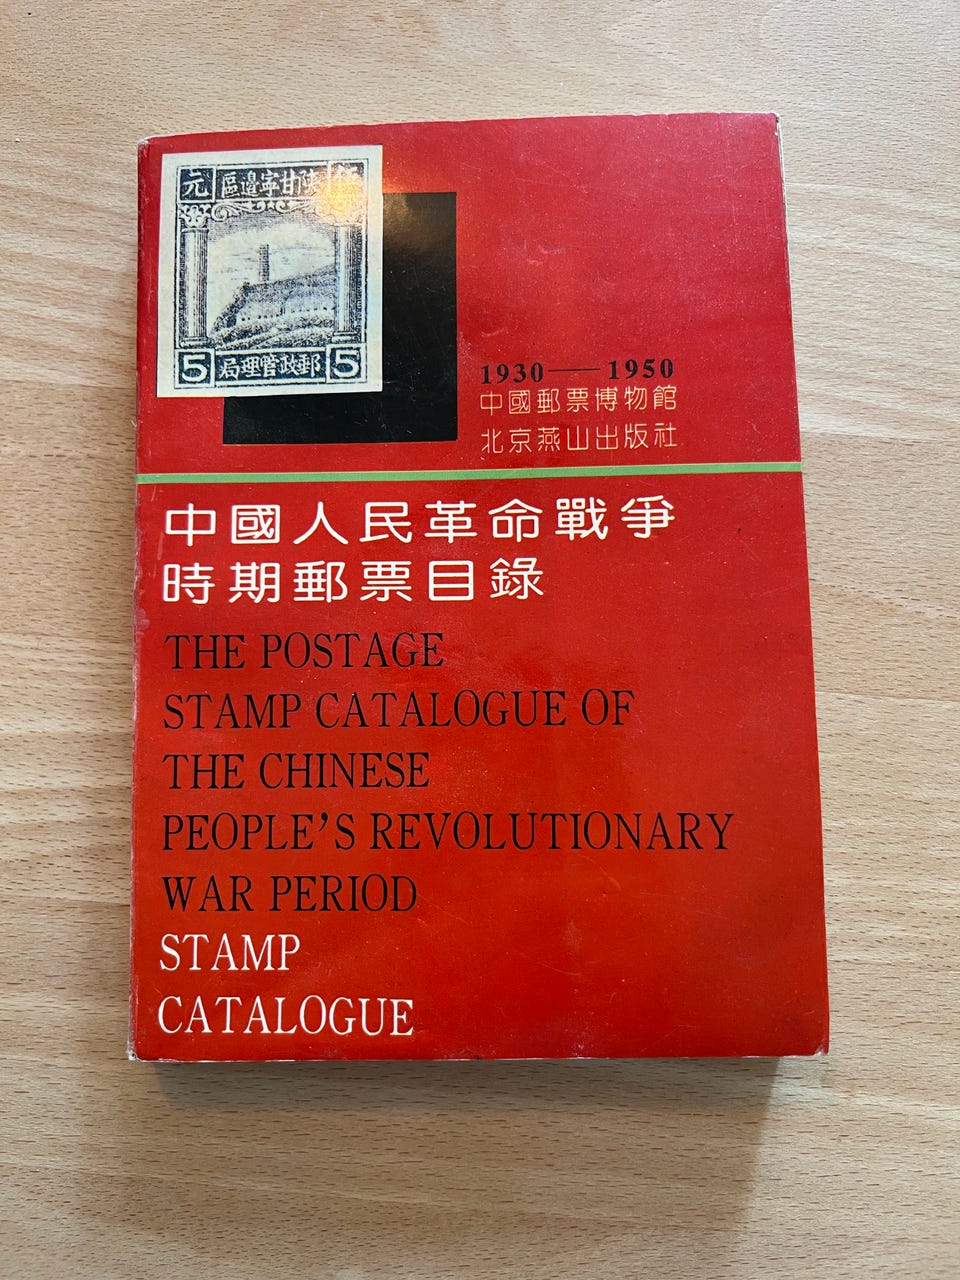 元 區邊寧甘陝
5 局理管政郵 5
1930——1950
中國郵票博物館
北京燕山出版社
中國人民革命戰爭
時期郵票目錄
THE POSTAGE
STAMP CATALOGUE OF
THE CHINESE
PEOPLE’S REVOLUTIONARY
WAR PERIOD
STAMP
CATALOGUE